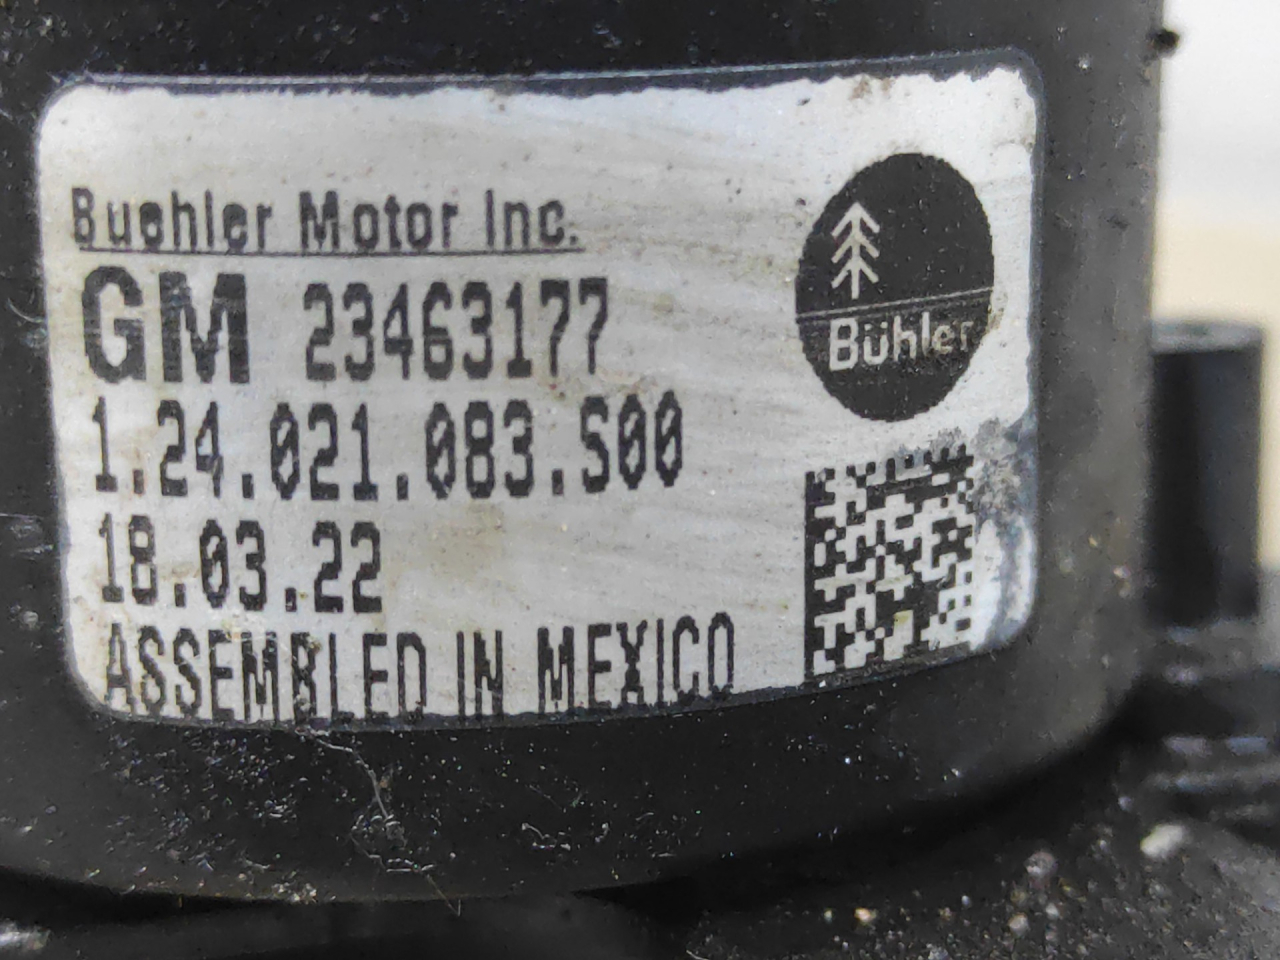 Buehler Motor Inc.
GM 23463177
1.24.021.083.S00
18.03.22
ASSEMBLED IN MEXICO
Bühler